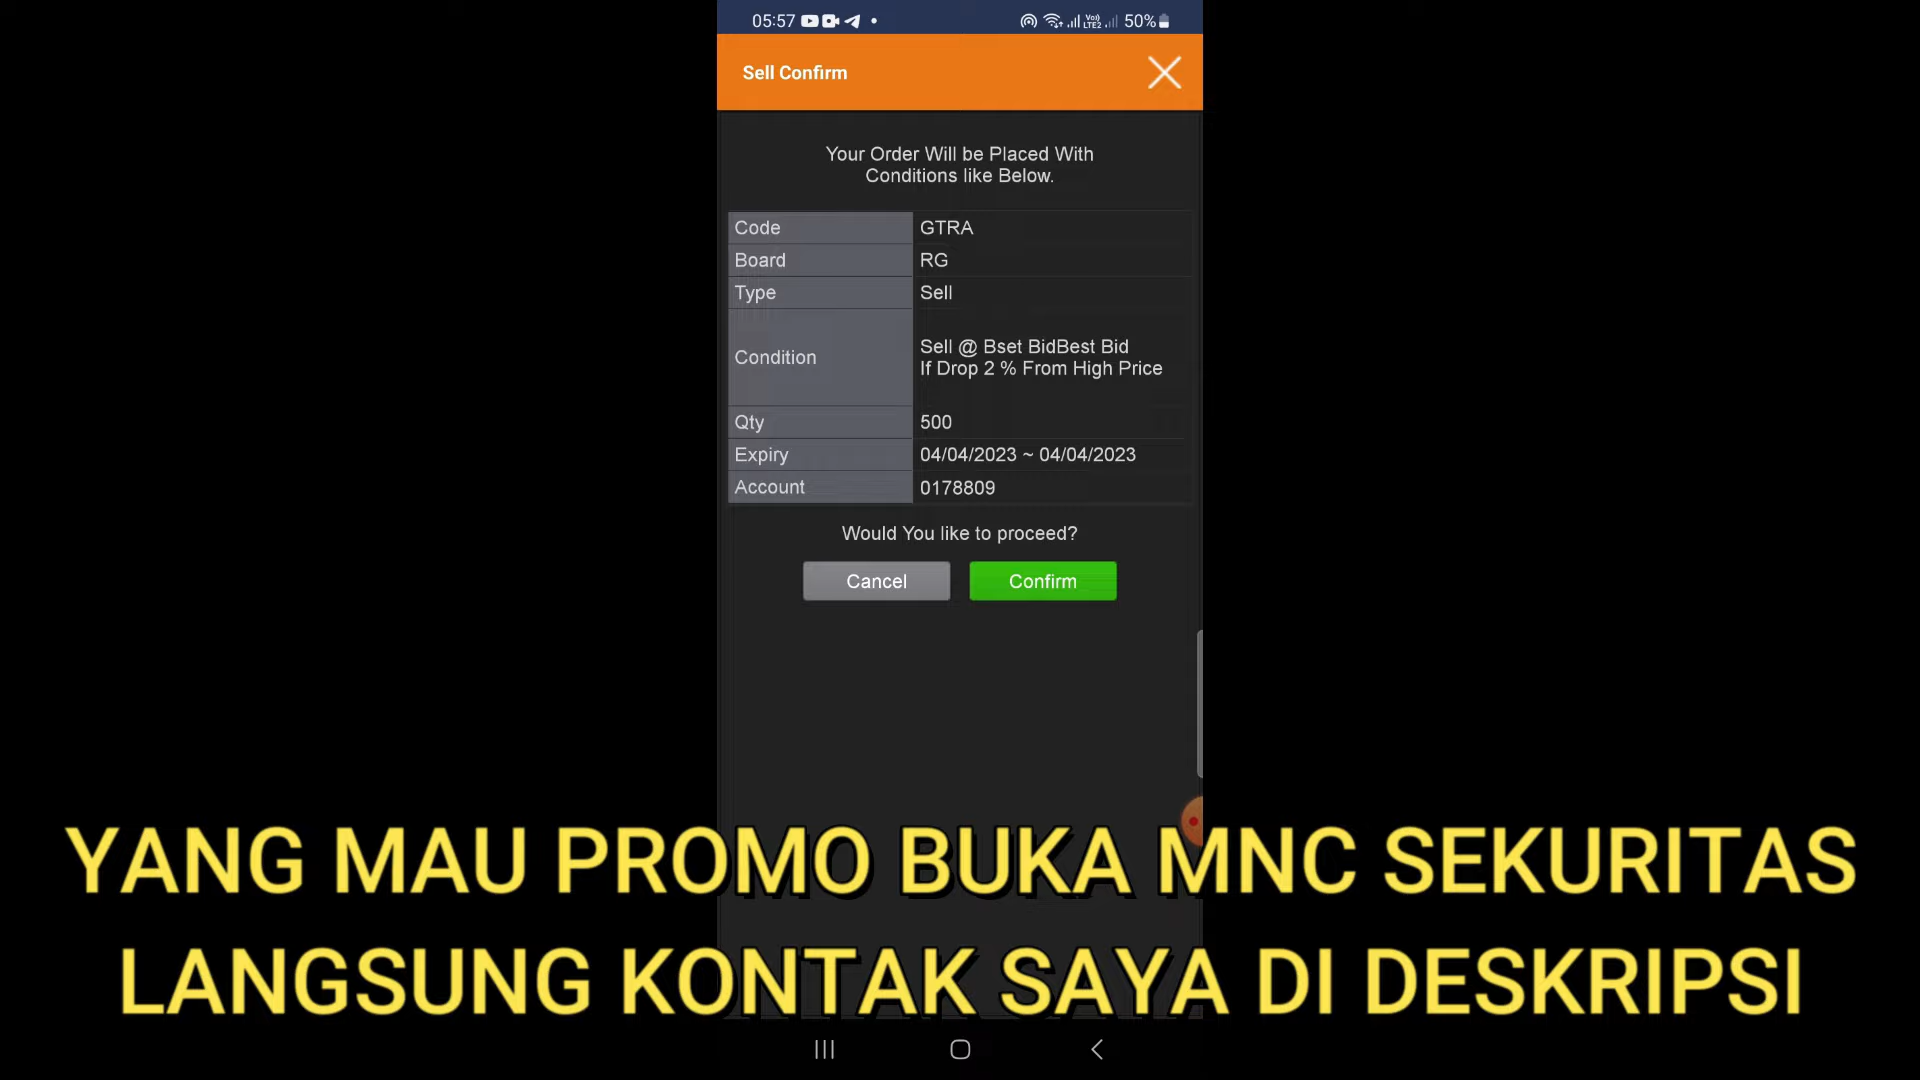 05:57
Vo)) LTE2 50%
Sell Confirm
Your Order Will be Placed With
Conditions like Below.
Code GTRA
Board RG
Type Sell
Condition Sell @ Bset BidBest Bid
If Drop 2 % From High Price
Qty 500
Expiry 04/04/2023 ~ 04/04/2023
Account 0178809
Would You like to proceed?
Cancel Confirm
YANG MAU PROMO BUKA MNC SEKURITAS
LANGSUNG KONTAK SAYA DI DESKRIPSI